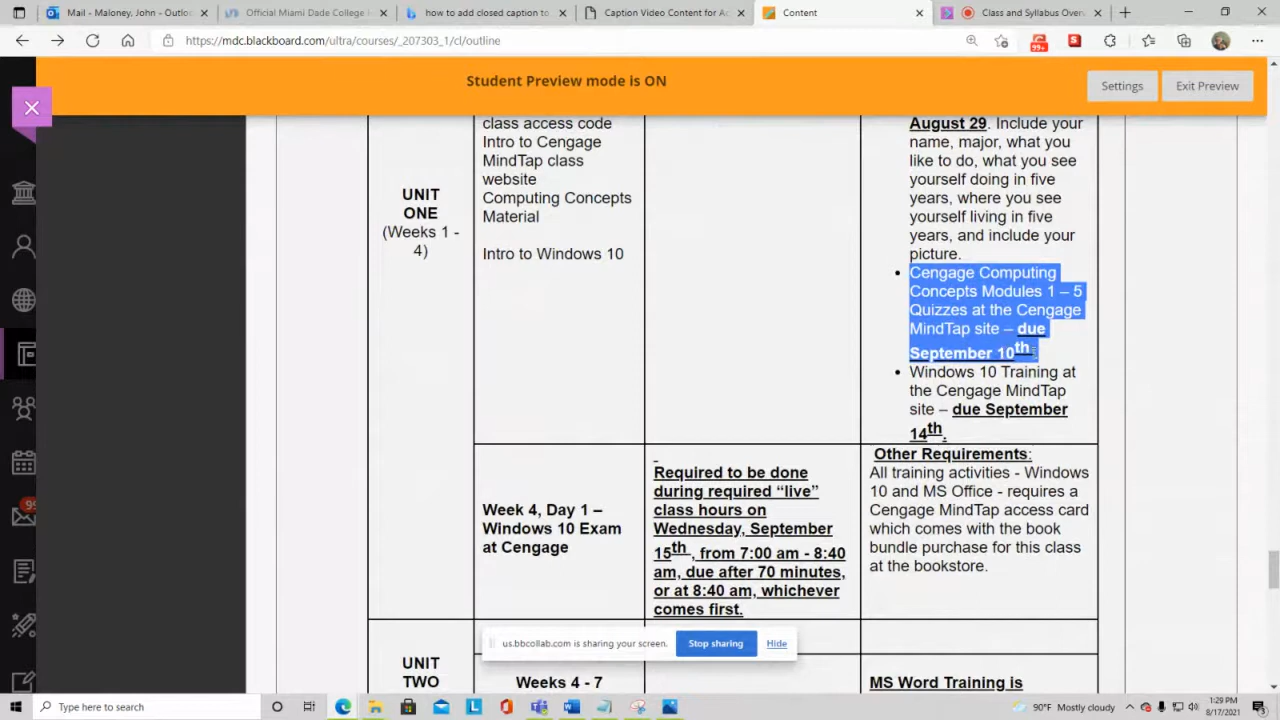 Mail - Maloney, John - Outloo
Official Miami Dade College
how to add closed caption to
Caption Video Content for Ac
Content
Class and Syllabus Over
https://mdc.blackboard.com/ultra/courses/_207303_1/cl/outline
99+
Student Preview mode is ON
Settings
Exit Preview
UNIT
ONE
(Weeks 1 -
4)
class access code
Intro to Cengage
MindTap class
website
Computing Concepts
Material
Intro to Windows 10
August 29. Include your
name, major, what you
like to do, what you see
yourself doing in five
years, where you see
yourself living in five
years, and include your
picture.
• Cengage Computing
Concepts Modules 1 – 5
Quizzes at the Cengage
MindTap site – due
September 10th.
• Windows 10 Training at
the Cengage MindTap
site – due September
14th.
Week 4, Day 1 –
Windows 10 Exam
at Cengage
Required to be done
during required “live”
class hours on
Wednesday, September
15th, from 7:00 am - 8:40
am, due after 70 minutes,
or at 8:40 am, whichever
comes first.
Other Requirements:
All training activities - Windows
10 and MS Office - requires a
Cengage MindTap access card
which comes with the book
bundle purchase for this class
at the bookstore.
us.bbcollab.com is sharing your screen.
Stop sharing
Hide
UNIT
TWO
Weeks 4 - 7
MS Word Training is
Type here to search
90°F Mostly cloudy
1:29 PM
8/17/2021